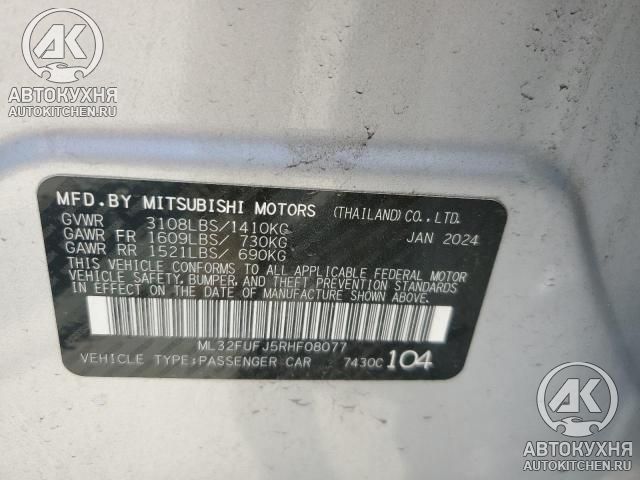 AK
АВТОКУХНЯ
AUTOKITCHEN.RU
MFD.BY MITSUBISHI MOTORS (THAILAND)CO.,LTD.
GVWR 3108LBS/1410KG JAN 2024
GAWR FR 1609LBS/ 730KG
GAWR RR 1521LBS/ 690KG
THIS VEHICLE CONFORMS TO ALL APPLICABLE FEDERAL MOTOR
VEHICLE SAFETY, BUMPER, AND THEFT PREVENTION STANDARDS
IN EFFECT ON THE DATE OF MANUFACTURE SHOWN ABOVE.
ML32FUFJ5RHF08077
VEHICLE TYPE:PASSENGER CAR 7430C 104
AK
АВТОКУХНЯ
AUTOKITCHEN.RU